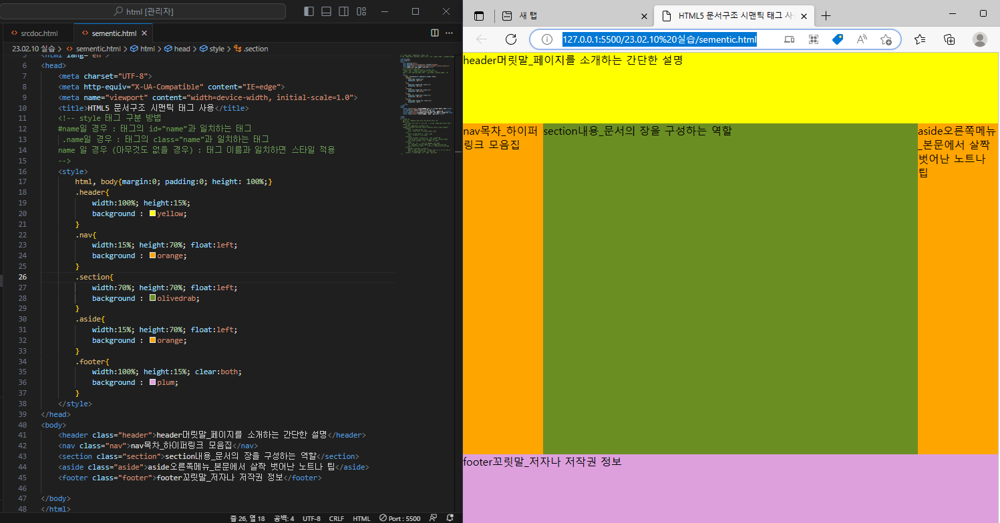 html [관리자]
srcdoc.html
sementic.html
23.02.10 실습 > sementic.html > html > head > style > .section
5 <html lang="en">
6 <head>
7 <meta charset="UTF-8">
8 <meta http-equiv="X-UA-Compatible" content="IE=edge">
9 <meta name="viewport" content="width=device-width, initial-scale=1.0">
10 <title>HTML5 문서구조 시맨틱 태그 사용</title>
11 <!-- style 태그 구분 방법
12 #name일 경우 : 태그의 id="name"과 일치하는 태그
13 .name일 경우 : 태그의 class="name"과 일치하는 태그
14 name 일 경우 (아무것도 없을 경우) : 태그 이름과 일치하면 스타일 적용
15 -->
16 <style>
17 html, body{margin:0; padding:0; height: 100%;}
18 .header{
19 width:100%; height:15%;
20 background : yellow;
21 }
22 .nav{
23 width:15%; height:70%; float:left;
24 background : orange;
25 }
26 .section{
27 width:70%; height:70%; float:left;
28 background : olivedrab;
29 }
30 .aside{
31 width:15%; height:70%; float:left;
32 background : orange;
33 }
34 .footer{
35 width:100%; height:15%; clear:both;
36 background : plum;
37 }
38 </style>
39 </head>
40 <body>
41 <header class="header">header머릿말_페이지를 소개하는 간단한 설명</header>
42 <nav class="nav">nav목차_하이퍼링크 모음집</nav>
43 <section class="section">section내용_문서의 장을 구성하는 역할</section>
44 <aside class="aside">aside오른쪽메뉴_본문에서 살짝 벗어난 노트나 팁</aside>
45 <footer class="footer">footer꼬릿말_저자나 저작권 정보</footer>
46
47 </body>
48 </html>
줄 26, 열 18 공백: 4 UTF-8 CRLF HTML Port : 5500
새 탭
HTML5 문서구조 시맨틱 태그 사
127.0.0.1:5500/23.02.10%20실습/sementic.html
header머릿말_페이지를 소개하는 간단한 설명
nav목차_하이퍼
링크 모음집
section내용_문서의 장을 구성하는 역할
aside오른쪽메뉴
_본문에서 살짝
벗어난 노트나
팁
footer꼬릿말_저자나 저작권 정보